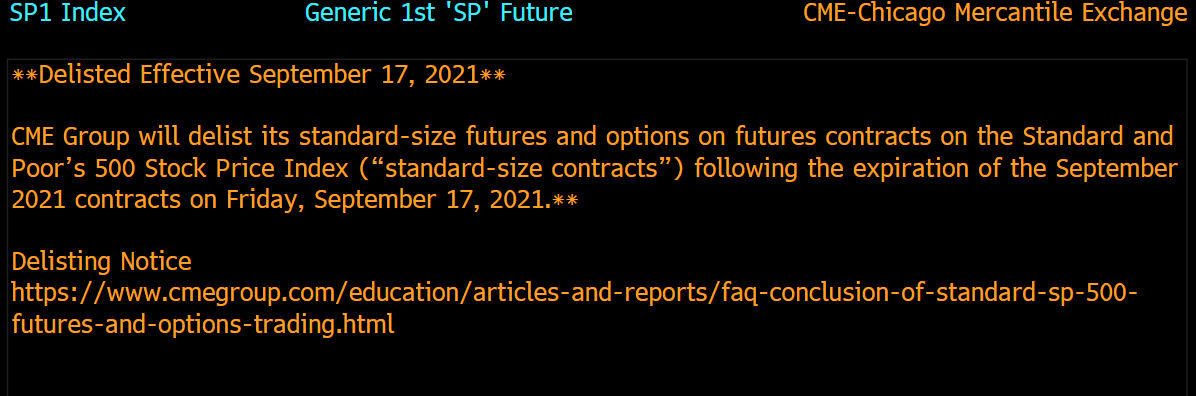 SP1 Index Generic 1st 'SP' Future CME-Chicago Mercantile Exchange
**Delisted Effective September 17, 2021**
CME Group will delist its standard-size futures and options on futures contracts on the Standard and
Poor’s 500 Stock Price Index (“standard-size contracts”) following the expiration of the September
2021 contracts on Friday, September 17, 2021.**
Delisting Notice
https://www.cmegroup.com/education/articles-and-reports/faq-conclusion-of-standard-sp-500-
futures-and-options-trading.html